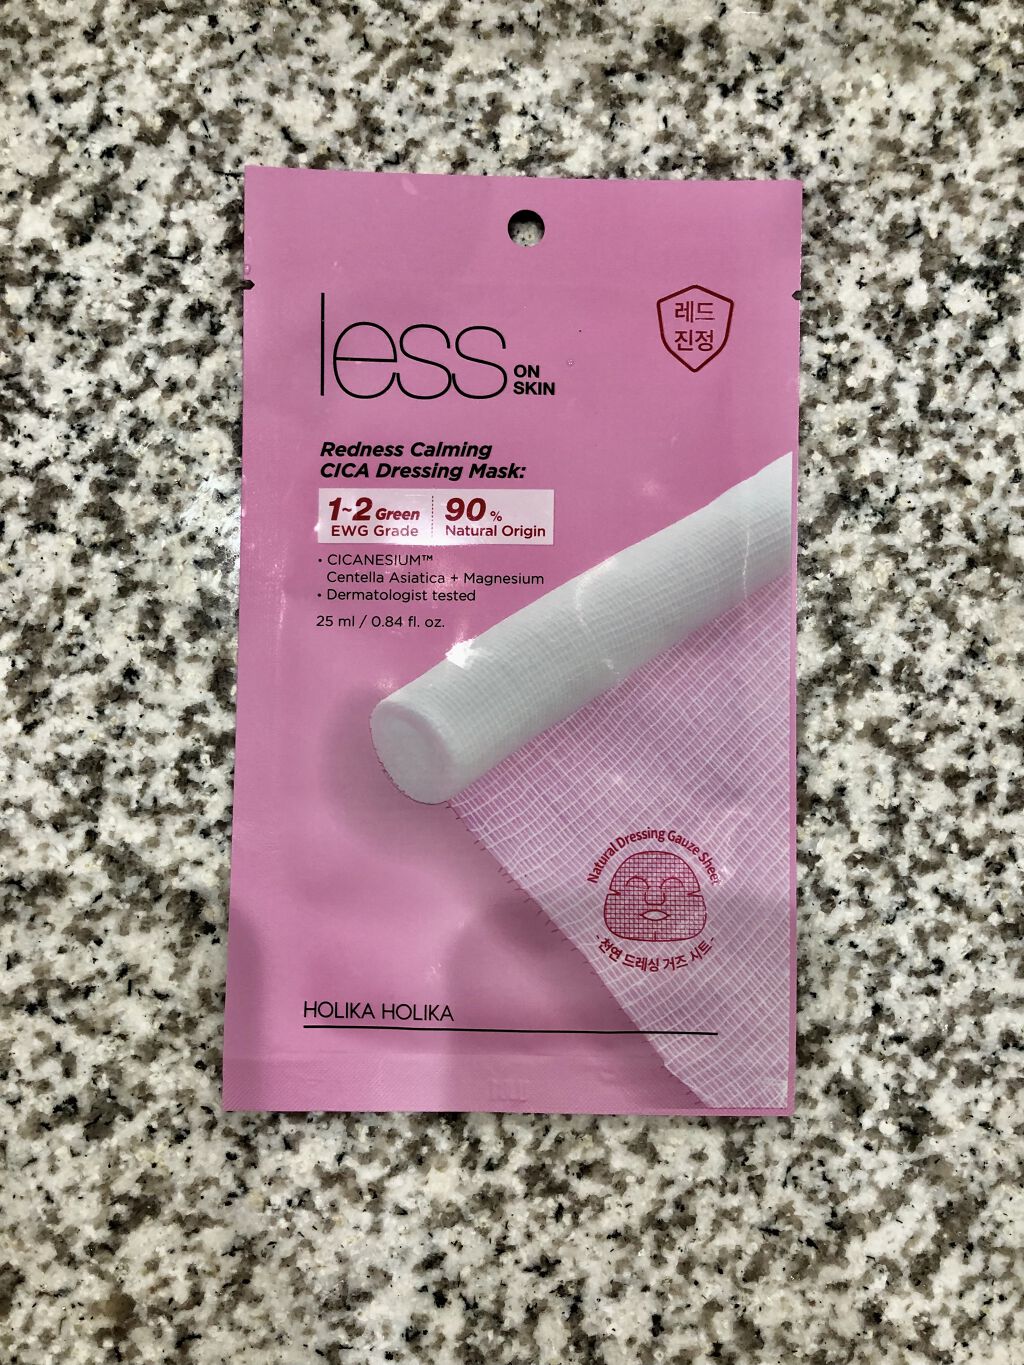 less ON
SKIN
레드
진정
Redness Calming
CICA Dressing Mask:
1~2 Green
EWG Grade
90 %
Natural Origin
• CICANESIUM™
Centella Asiatica + Magnesium
• Dermatologist tested
25 ml / 0.84 fl. oz.
Natural Dressing Gauze Sheet
- 천연 드레싱 거즈 시트 -
HOLIKA HOLIKA